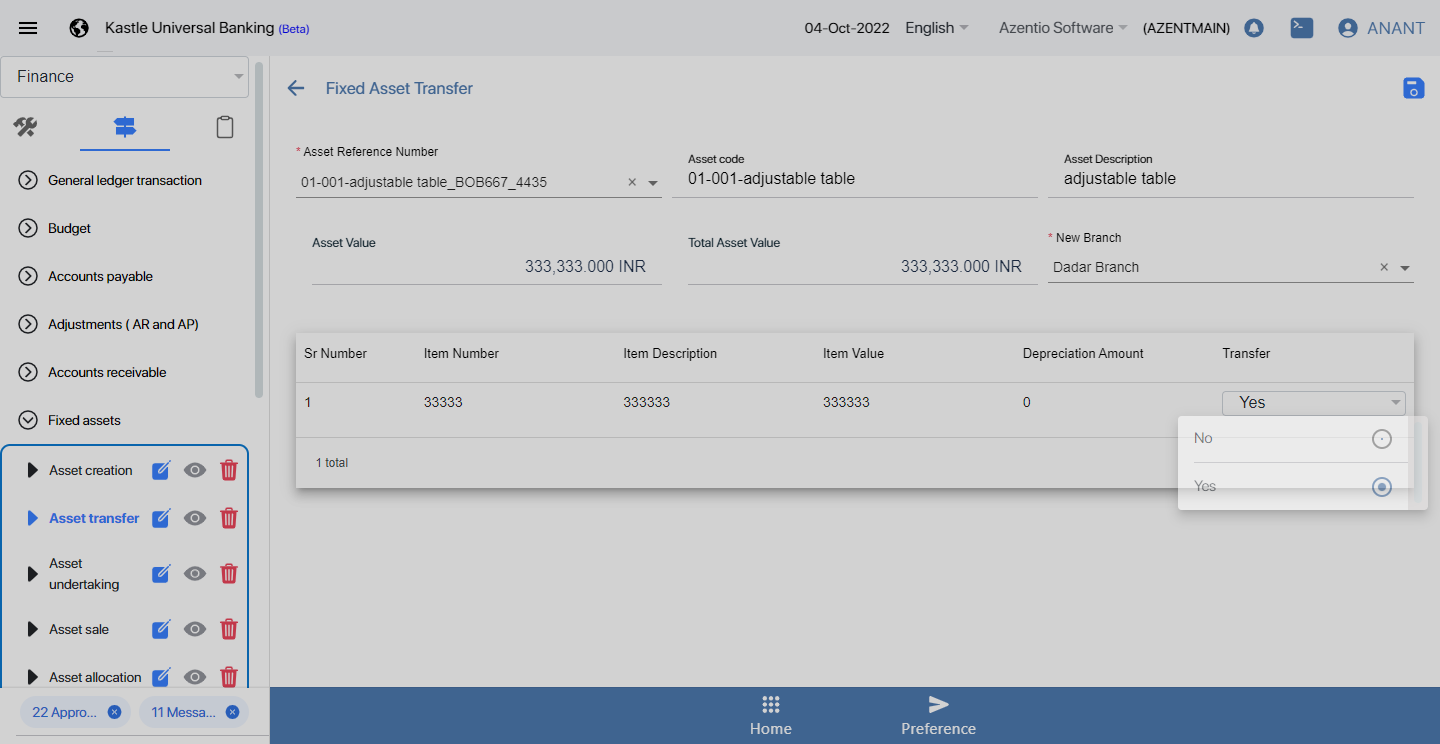 Kastle Universal Banking (Beta)
04-Oct-2022
English
Azentio Software
(AZENTMAIN)
ANANT
Finance
General ledger transaction
Budget
Accounts payable
Adjustments ( AR and AP)
Accounts receivable
Fixed assets
Asset creation
Asset transfer
Asset
undertaking
Asset sale
Asset allocation
22 Appro...
11 Messa...
Fixed Asset Transfer
* Asset Reference Number
01-001-adjustable table_BOB667_4435
Asset code
01-001-adjustable table
Asset Description
adjustable table
Asset Value
333,333.000 INR
Total Asset Value
333,333.000 INR
* New Branch
Dadar Branch
Sr Number Item Number Item Description Item Value Depreciation Amount Transfer
1 33333 333333 333333 0 Yes
No
Yes
1 total
Home
Preference